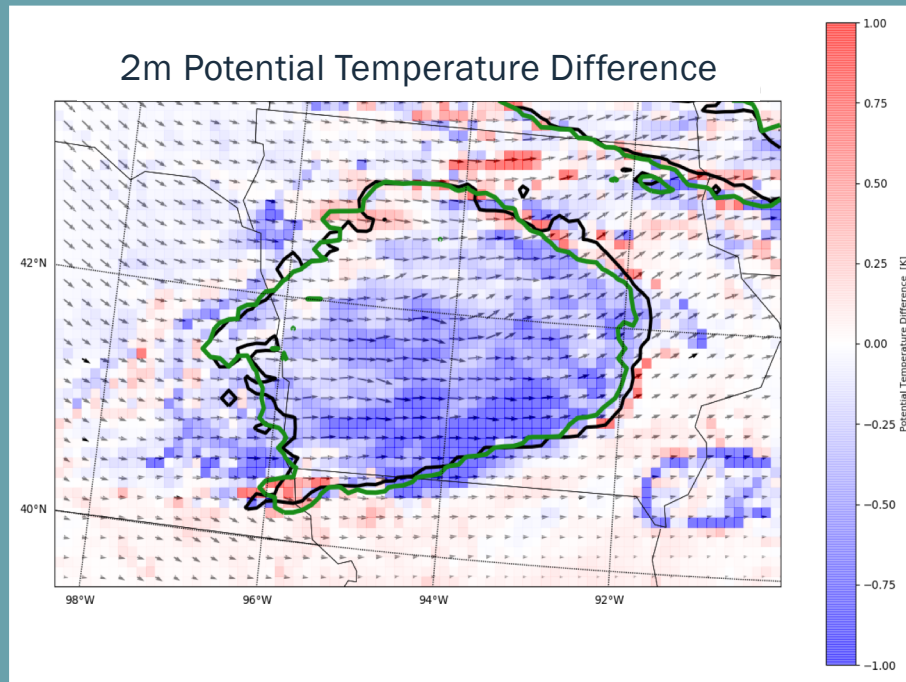 2m Potential Temperature Difference
42°N
40°N
98°W
96°W
94°W
92°W
1.00
0.75
0.50
0.25
0.00
−0.25
−0.50
−0.75
−1.00
Potential Temperature Difference [K]